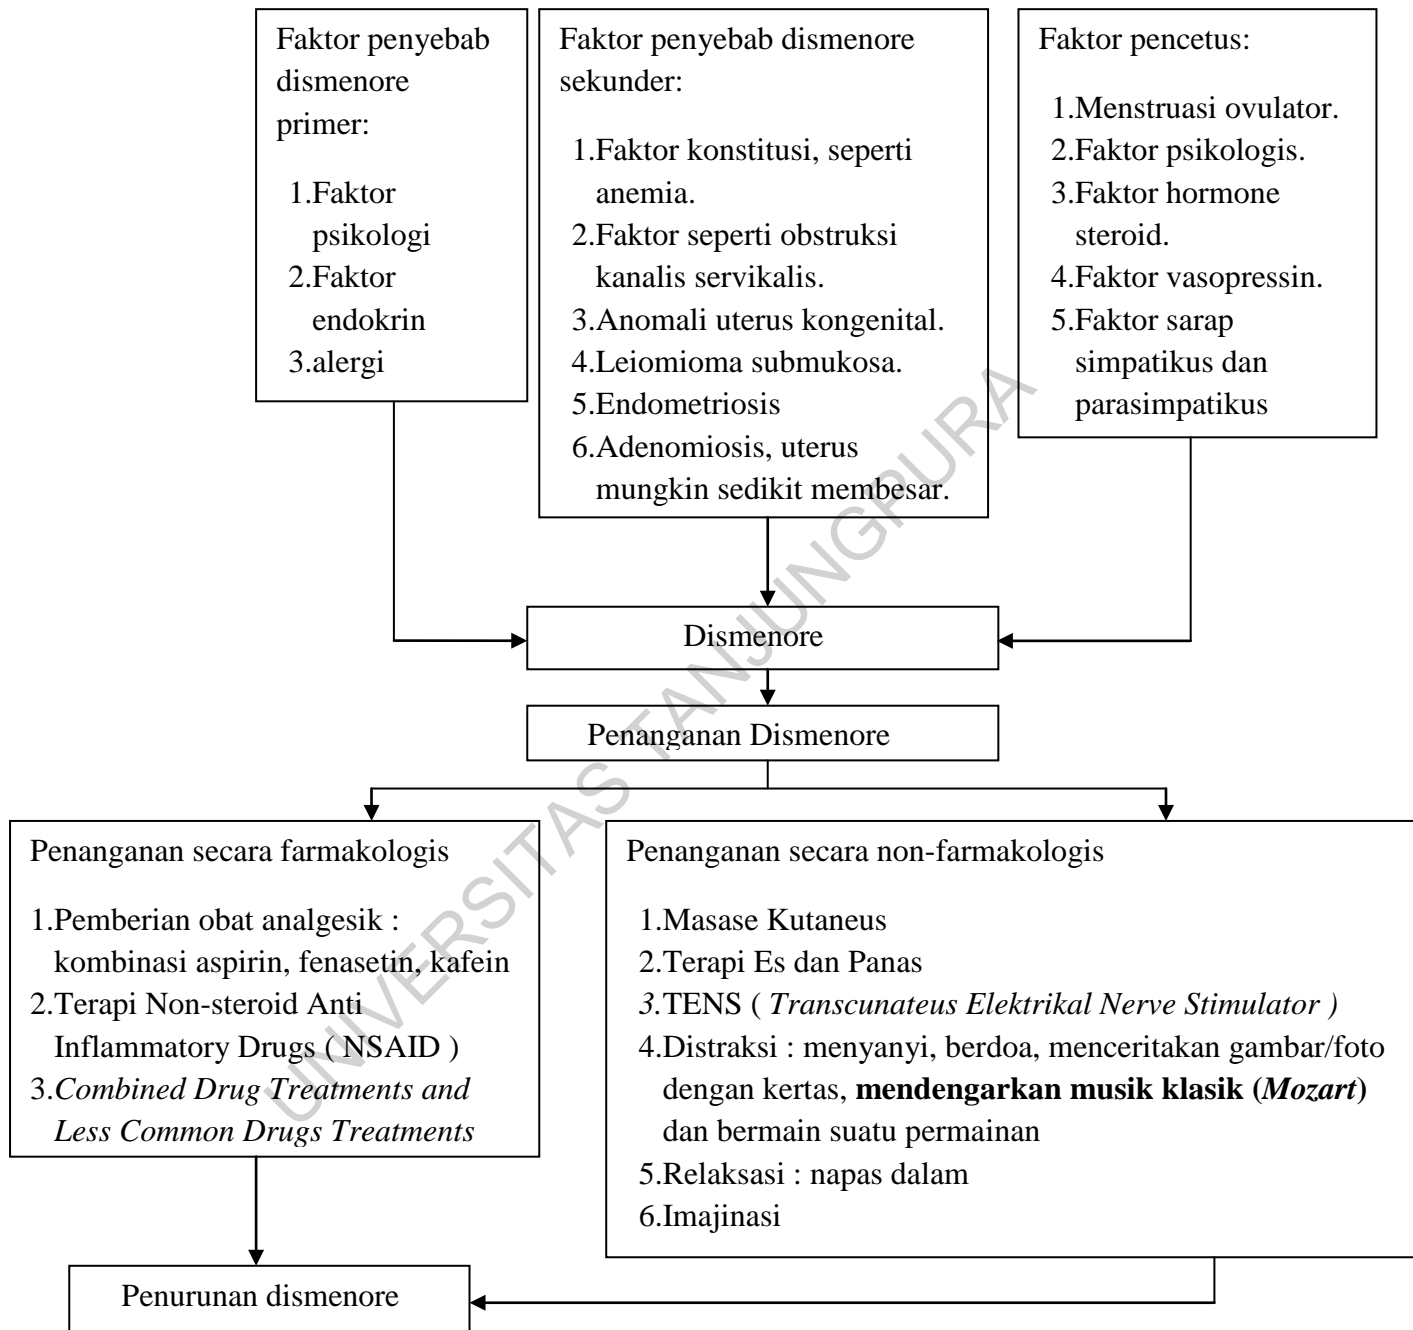 Faktor penyebab
dismenore
primer:
1.Faktor
psikologi
2.Faktor
endokrin
3.alergi
Faktor penyebab dismenore
sekunder:
1.Faktor konstitusi, seperti
anemia.
2.Faktor seperti obstruksi
kanalis servikalis.
3.Anomali uterus kongenital.
4.Leiomioma submukosa.
5.Endometriosis
6.Adenomiosis, uterus
mungkin sedikit membesar.
Faktor pencetus:
1.Menstruasi ovulator.
2.Faktor psikologis.
3.Faktor hormone
steroid.
4.Faktor vasopressin.
5.Faktor sarap
simpatikus dan
parasimpatikus
Dismenore
Penanganan Dismenore
Penanganan secara farmakologis
1.Pemberian obat analgesik :
kombinasi aspirin, fenasetin, kafein
2.Terapi Non-steroid Anti
Inflammatory Drugs ( NSAID )
3.Combined Drug Treatments and
Less Common Drugs Treatments
Penanganan secara non-farmakologis
1.Masase Kutaneus
2.Terapi Es dan Panas
3.TENS ( Transcunateus Elektrikal Nerve Stimulator )
4.Distraksi : menyanyi, berdoa, menceritakan gambar/foto
dengan kertas, mendengarkan musik klasik (Mozart)
dan bermain suatu permainan
5.Relaksasi : napas dalam
6.Imajinasi
Penurunan dismenore
UNIVERSITAS TANJUNGPURA